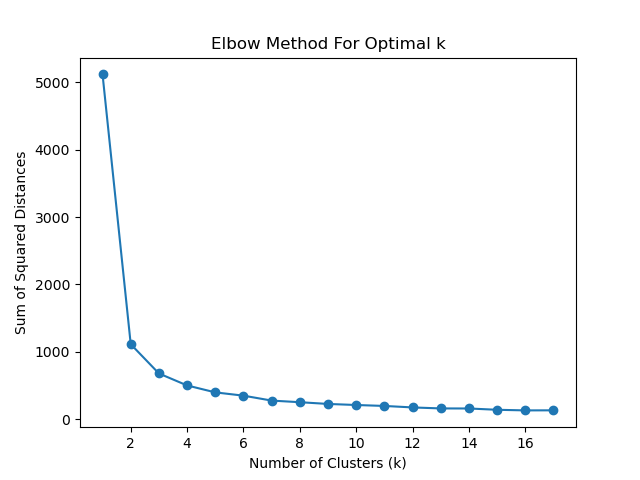 Elbow Method For Optimal k
5000
4000
3000
2000
1000
0
Sum of Squared Distances
2 4 6 8 10 12 14 16
Number of Clusters (k)